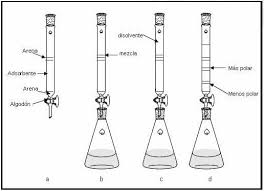 disolvente
Arena
mezcla
Adsorbente
Más polar
Arena
Menos polar
Algodón
a b c d